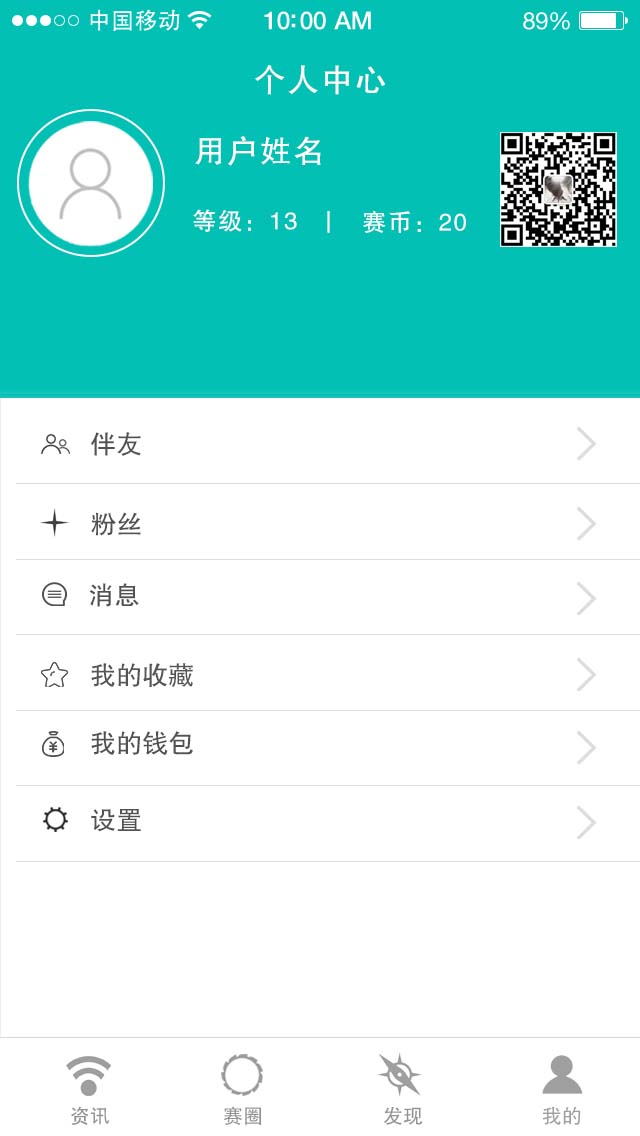 中国移动 10:00 AM 89%
个人中心
用户姓名
等级：13 | 赛币：20
伴友
粉丝
消息
我的收藏
我的钱包
设置
资讯 赛圈 发现 我的